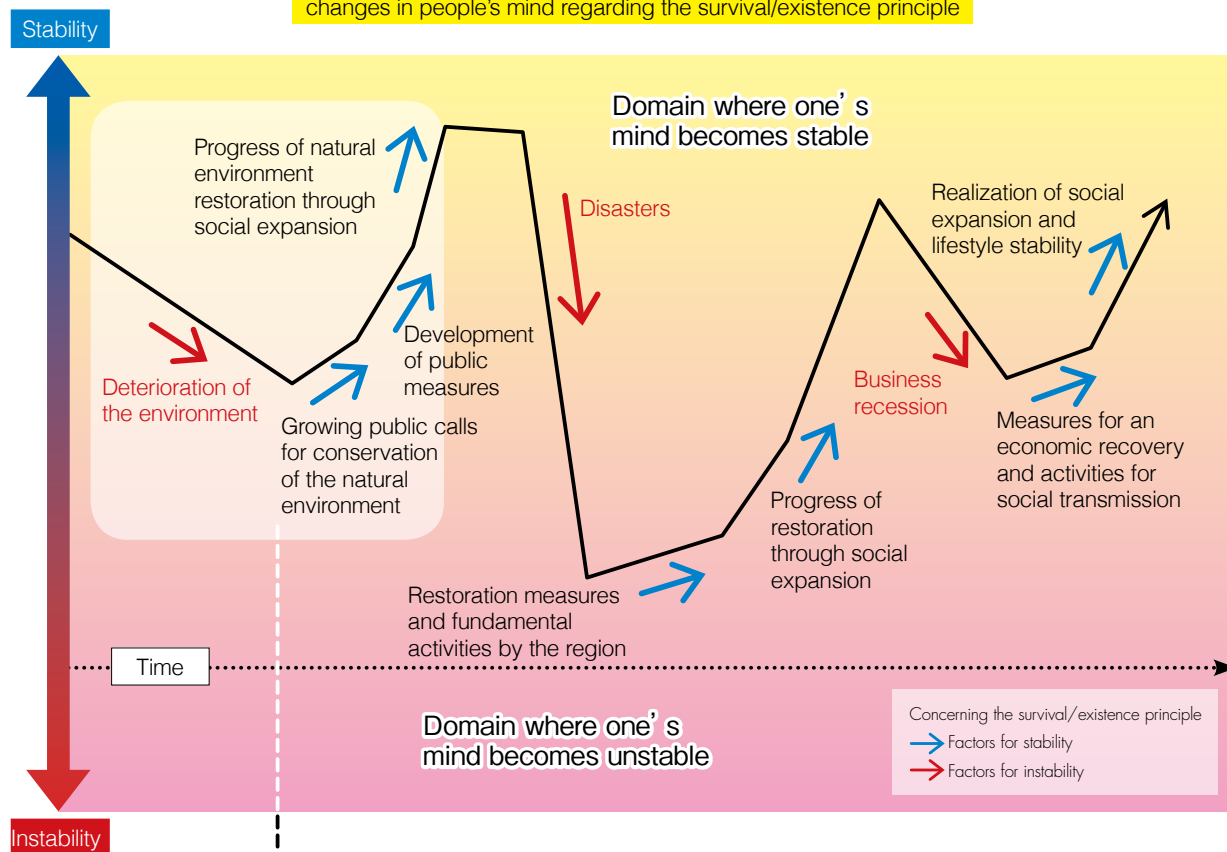 changes in people's mind regarding the survival/existence principle
Stability
Domain where one’s
mind becomes stable
Progress of natural
environment
restoration through
social expansion
Disasters
Realization of social
expansion and
lifestyle stability
Deterioration of
the environment
Development
of public
measures
Growing public calls
for conservation
of the natural
environment
Business
recession
Measures for an
economic recovery
and activities for
social transmission
Progress of
restoration
through social
expansion
Restoration measures
and fundamental
activities by the region
Time
Domain where one’s
mind becomes unstable
Concerning the survival/existence principle
Factors for stability
Factors for instability
Instability